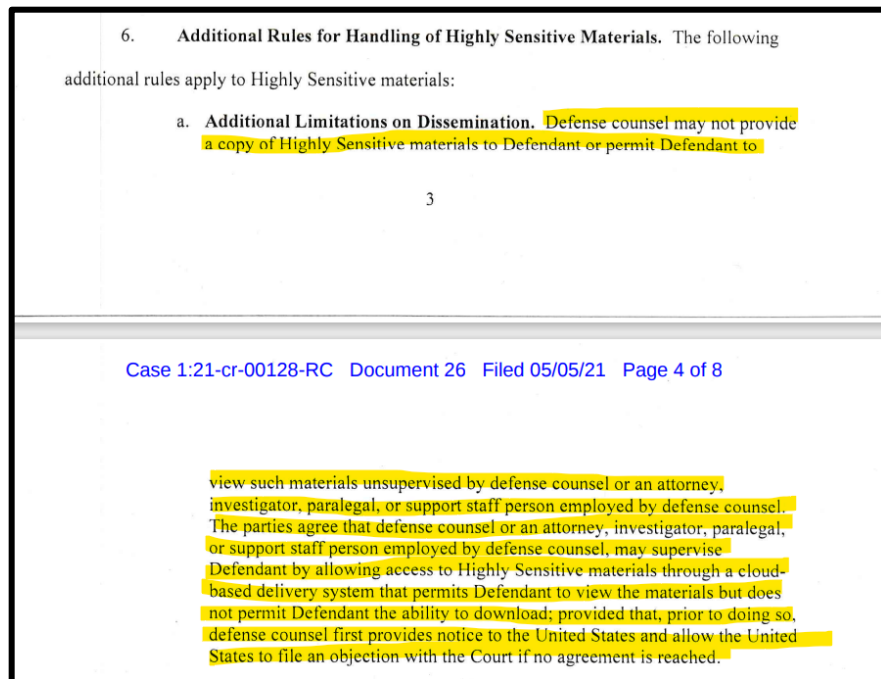 6. Additional Rules for Handling of Highly Sensitive Materials. The following
additional rules apply to Highly Sensitive materials:
a. Additional Limitations on Dissemination. Defense counsel may not provide
a copy of Highly Sensitive materials to Defendant or permit Defendant to
3
Case 1:21-cr-00128-RC Document 26 Filed 05/05/21 Page 4 of 8
view such materials unsupervised by defense counsel or an attorney,
investigator, paralegal, or support staff person employed by defense counsel.
The parties agree that defense counsel or an attorney, investigator, paralegal,
or support staff person employed by defense counsel, may supervise
Defendant by allowing access to Highly Sensitive materials through a cloud-
based delivery system that permits Defendant to view the materials but does
not permit Defendant the ability to download; provided that, prior to doing so,
defense counsel first provides notice to the United States and allow the United
States to file an objection with the Court if no agreement is reached.